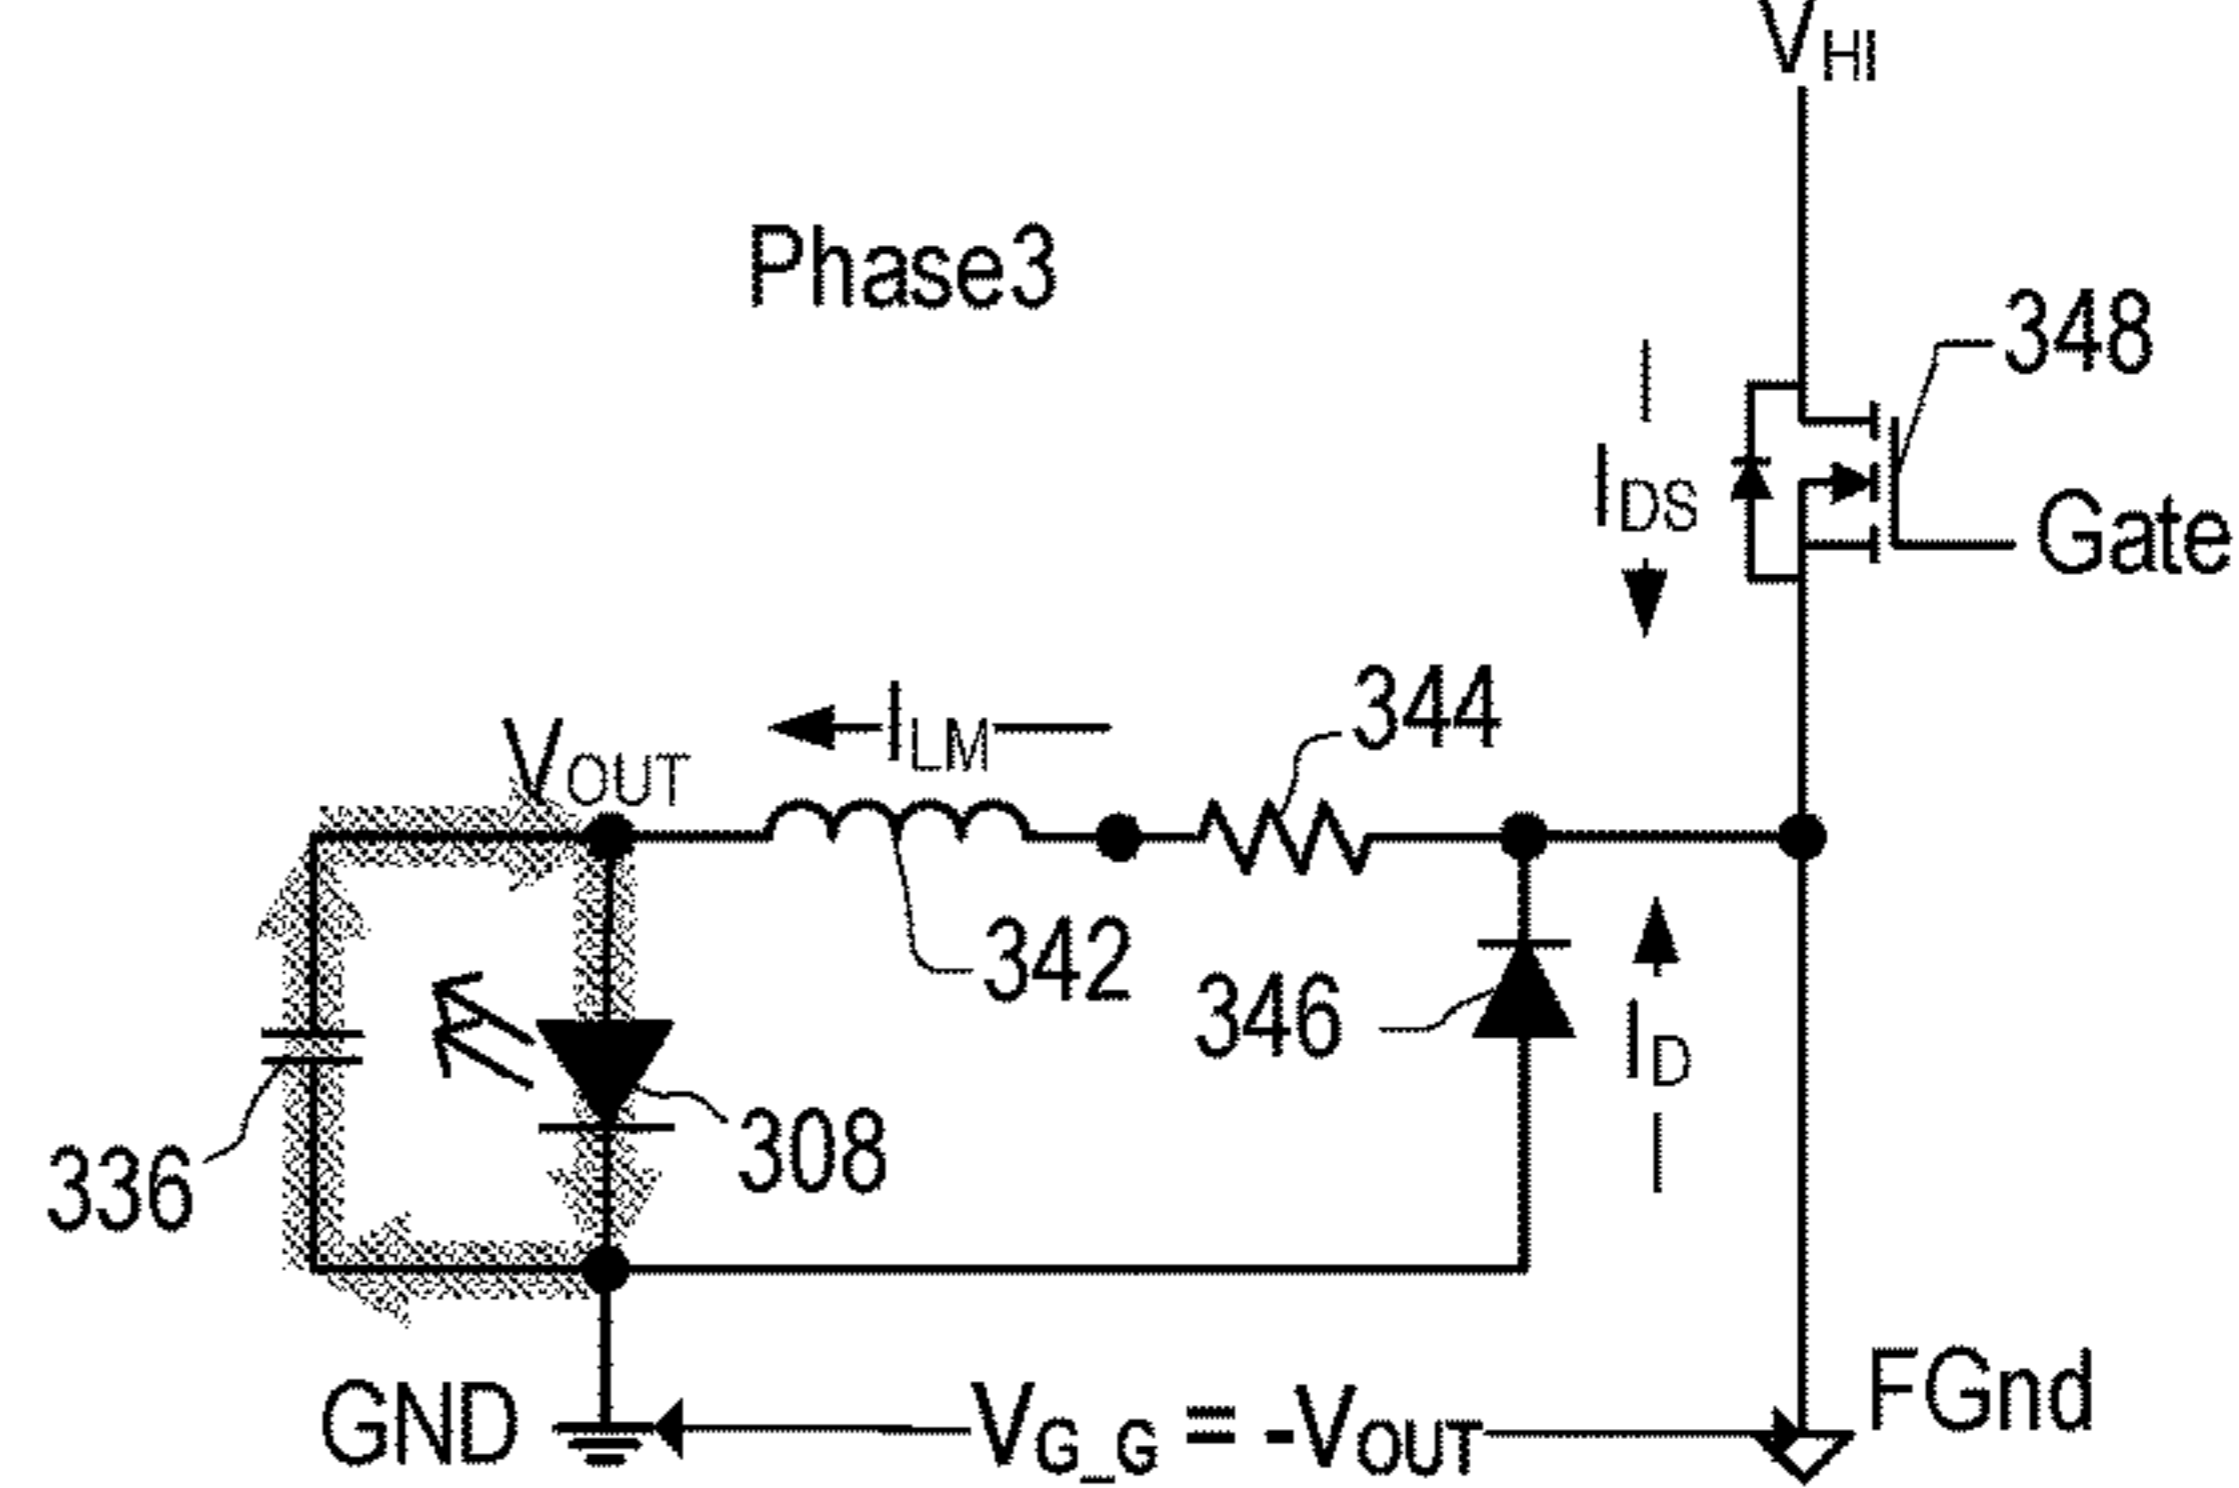 VHI
Phase3
348
IDS
Gate
344
ILM
VOUT
342
346
ID
308
336
FGnd
GND
VG_G = -VOUT